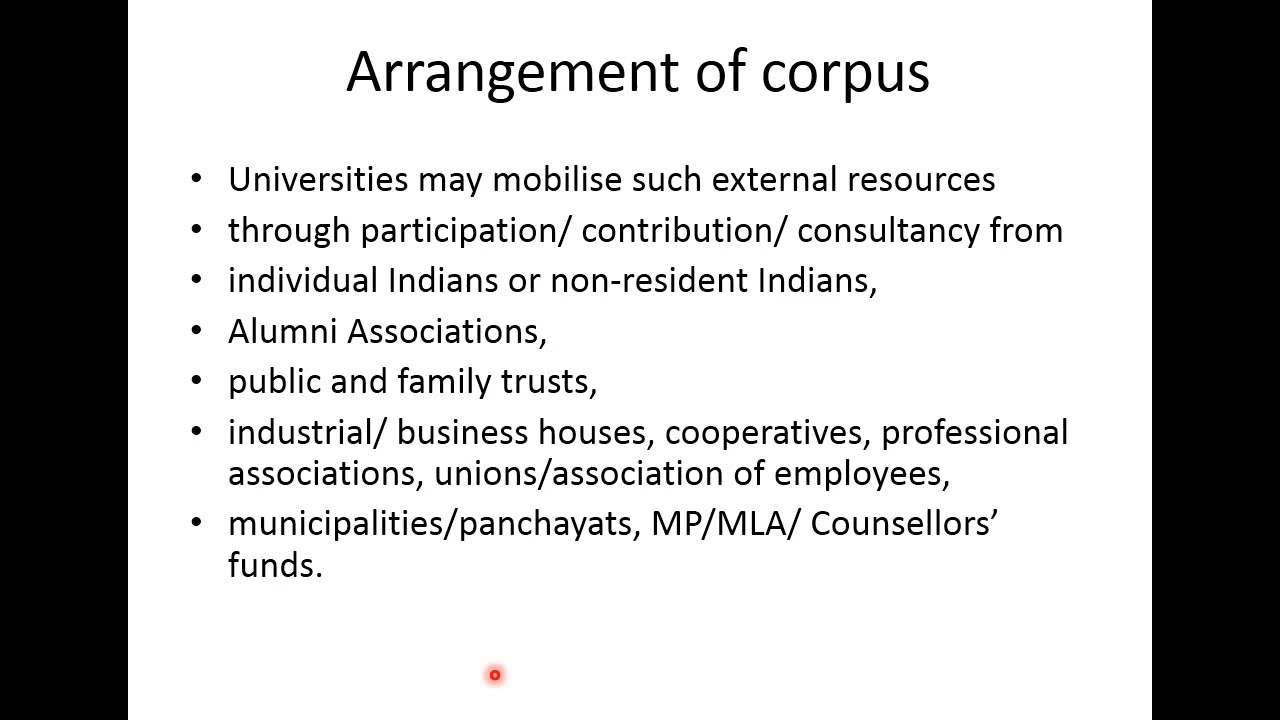 Arrangement of corpus
• Universities may mobilise such external resources
• through participation/ contribution/ consultancy from
• individual Indians or non-resident Indians,
• Alumni Associations,
• public and family trusts,
• industrial/ business houses, cooperatives, professional
associations, unions/association of employees,
• municipalities/panchayats, MP/MLA/ Counsellors’
funds.